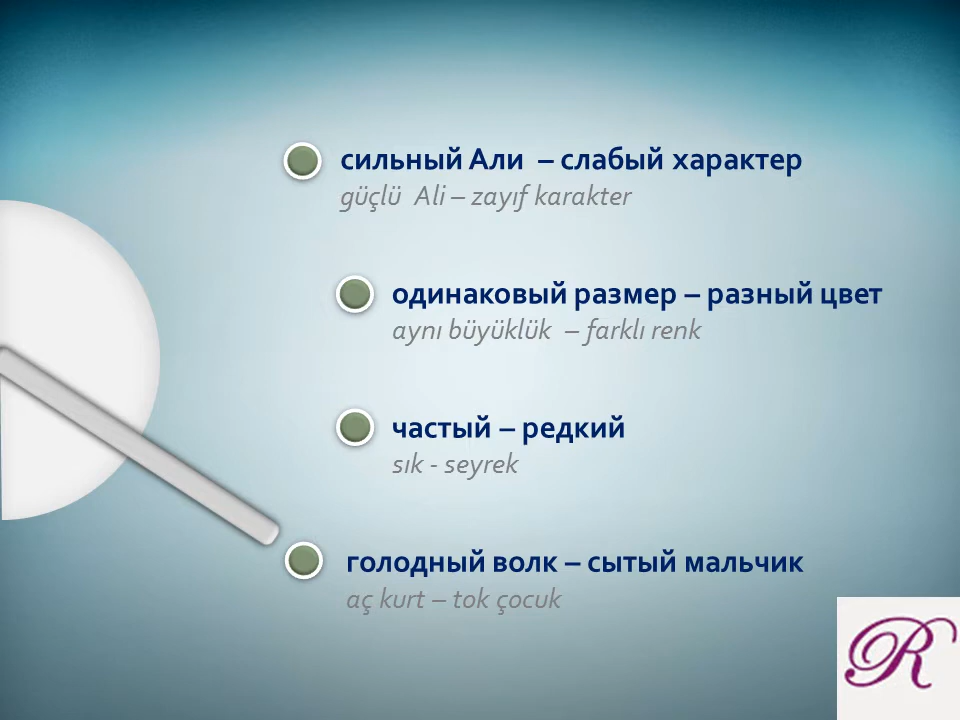 сильный Али – слабый характер
güçlü Ali – zayıf karakter
одинаковый размер – разный цвет
aynı büyüklük – farklı renk
частый – редкий
sık - seyrek
голодный волк – сытый мальчик
aç kurt – tok çocuk
R